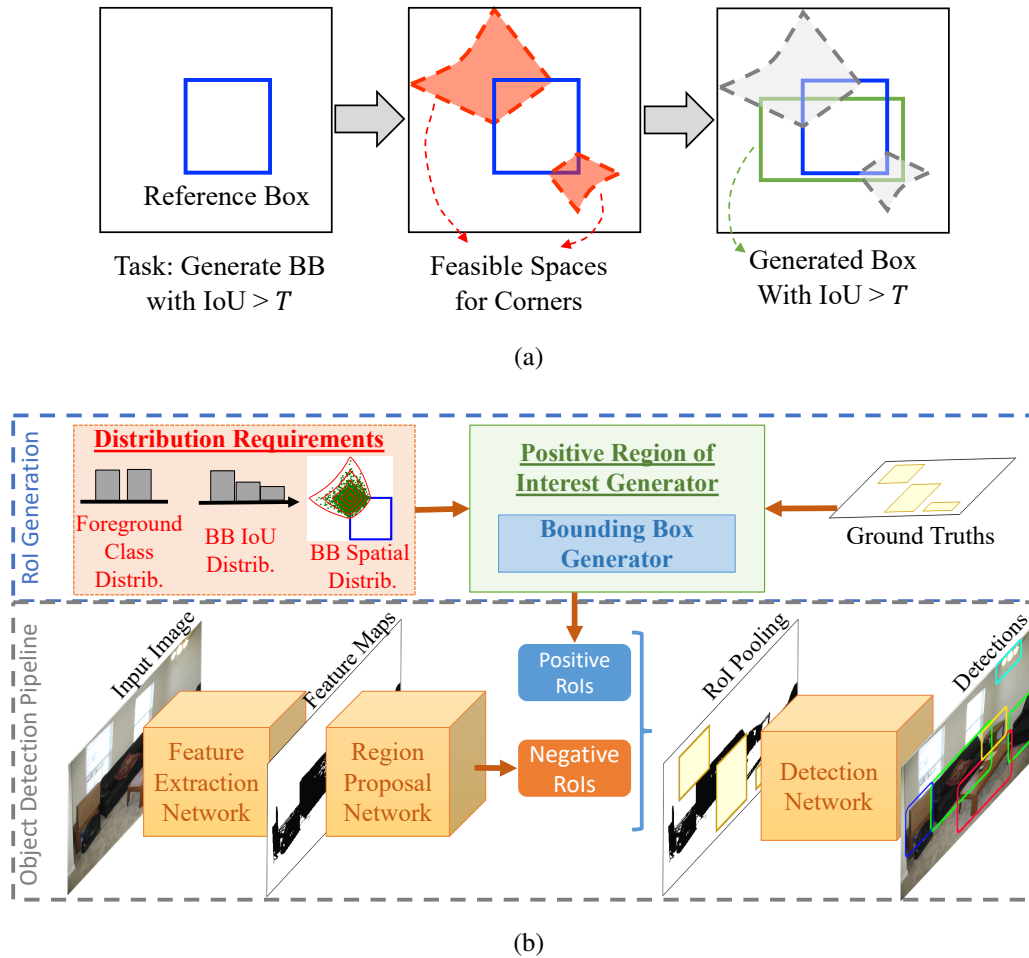 Reference Box
Task: Generate BB
with IoU > T
Feasible Spaces
for Corners
Generated Box
With IoU > T
(a)
RoI Generation
Distribution Requirements
Foreground
Class
Distrib.
BB IoU
Distrib.
BB Spatial
Distrib.
Positive Region of
Interest Generator
Bounding Box
Generator
Ground Truths
Object Detection Pipeline
Input Image
Feature
Extraction
Network
Feature Maps
Region
Proposal
Network
Positive
RoIs
Negative
RoIs
RoI Pooling
Detection
Network
Detections
(b)